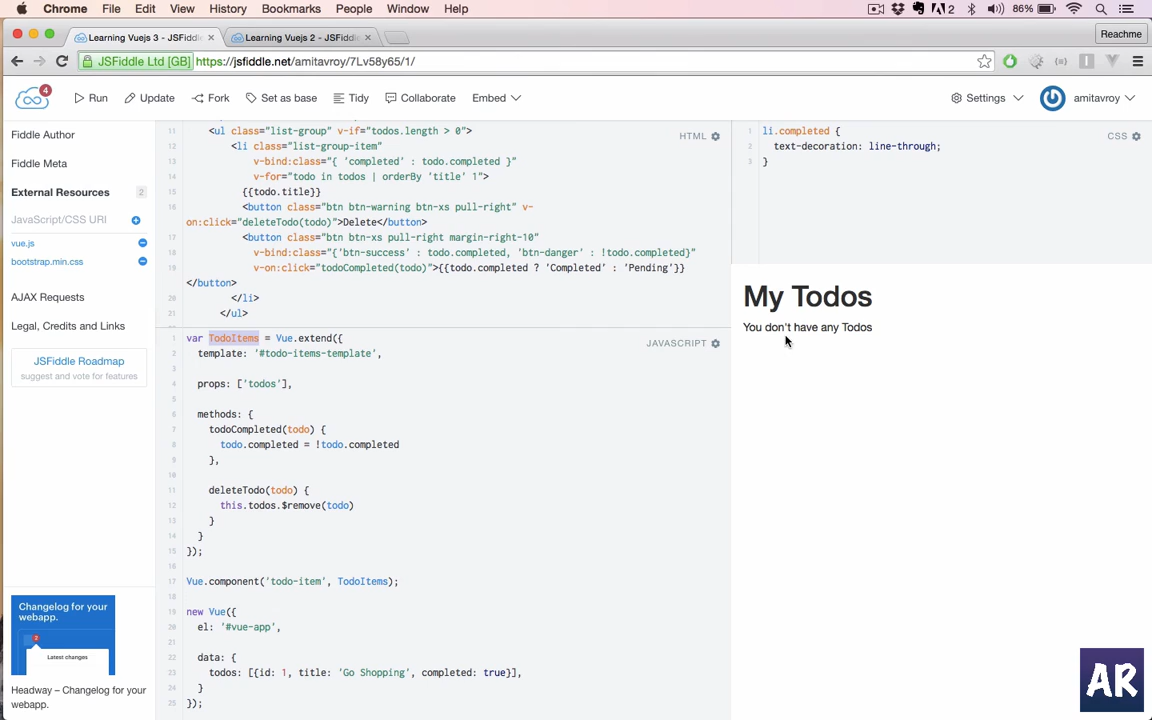 Chrome File Edit View History Bookmarks People Window Help
2 86%
Learning Vuejs 3 - JSFiddl
Learning Vuejs 2 - JSFiddl
Reachme
JSFiddle Ltd [GB] https://jsfiddle.net/amitavroy/7Lv58y65/1/
4
Run Update Fork Set as base Tidy Collaborate Embed Settings amitavroy
Fiddle Author
Fiddle Meta
External Resources 2
JavaScript/CSS URI
vue.js
bootstrap.min.css
AJAX Requests
Legal, Credits and Links
JSFiddle Roadmap
suggest and vote for features
Changelog for your
webapp.
2
Latest changes
Headway – Changelog for your
webapp.
HTML
11 <ul class="list-group" v-if="todos.length > 0">
12 <li class="list-group-item"
13 v-bind:class="{ 'completed' : todo.completed }"
14 v-for="todo in todos | orderBy 'title' 1">
15 {{todo.title}}
16 <button class="btn btn-warning btn-xs pull-right" v-
on:click="deleteTodo(todo)">Delete</button>
17 <button class="btn btn-xs pull-right margin-right-10"
18 v-bind:class="{'btn-success' : todo.completed, 'btn-danger' : !todo.completed}"
19 v-on:click="todoCompleted(todo)">{{todo.completed ? 'Completed' : 'Pending'}}
</button>
20 </li>
21 </ul>
JAVASCRIPT
1 var TodoItems = Vue.extend({
2 template: '#todo-items-template',
3
4 props: ['todos'],
5
6 methods: {
7 todoCompleted(todo) {
8 todo.completed = !todo.completed
9 },
10
11 deleteTodo(todo) {
12 this.todos.$remove(todo)
13 }
14 }
15 });
16
17 Vue.component('todo-item', TodoItems);
18
19 new Vue({
20 el: '#vue-app',
21
22 data: {
23 todos: [{id: 1, title: 'Go Shopping', completed: true}],
24 }
25 });
CSS
1 li.completed {
2 text-decoration: line-through;
3 }
My Todos
You don't have any Todos
AR